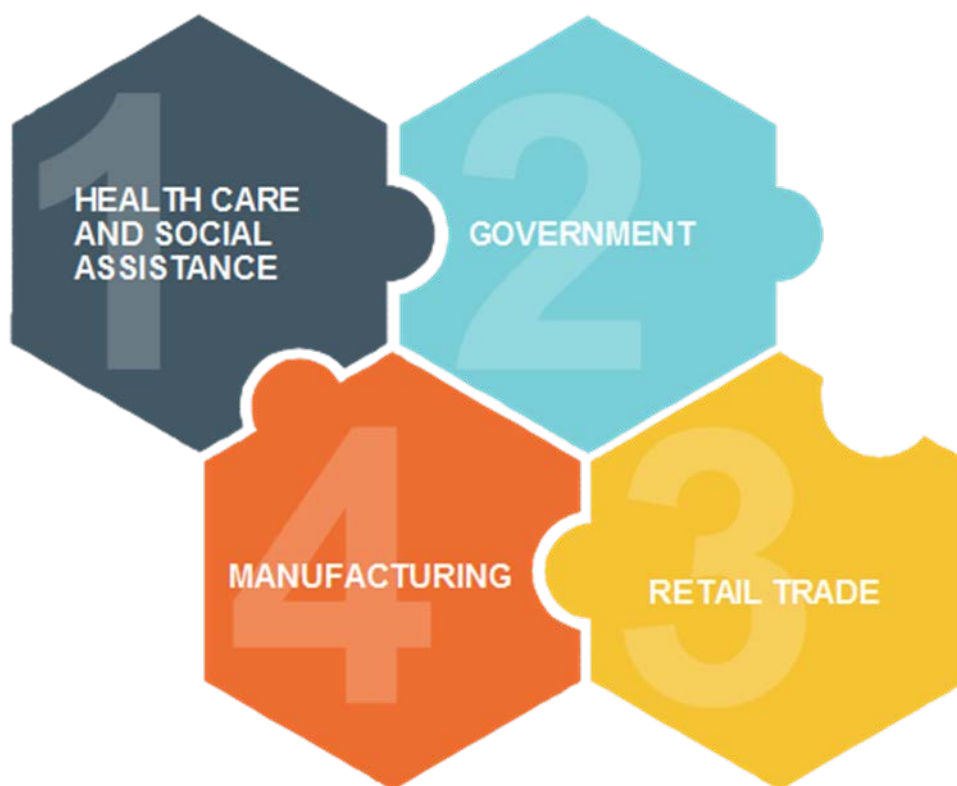 1
HEALTH CARE
AND SOCIAL
ASSISTANCE
2
GOVERNMENT
4
MANUFACTURING
3
RETAIL TRADE